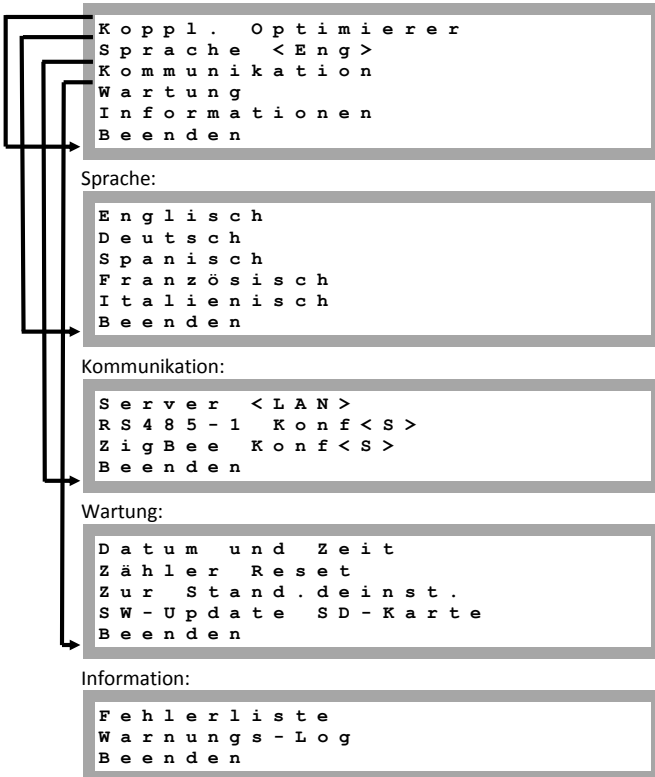 Koppl. Optimierer
Sprache <Eng>
Kommunikation
Wartung
Informationen
Beenden
Sprache:
Englisch
Deutsch
Spanisch
Französisch
Italienisch
Beenden
Kommunikation:
Server <LAN>
RS485-1 Konf<S>
ZigBee Konf<S>
Beenden
Wartung:
Datum und Zeit
Zähler Reset
Zur Stand.deinst.
SW-Update SD-Karte
Beenden
Information:
Fehlerliste
Warnungs-Log
Beenden